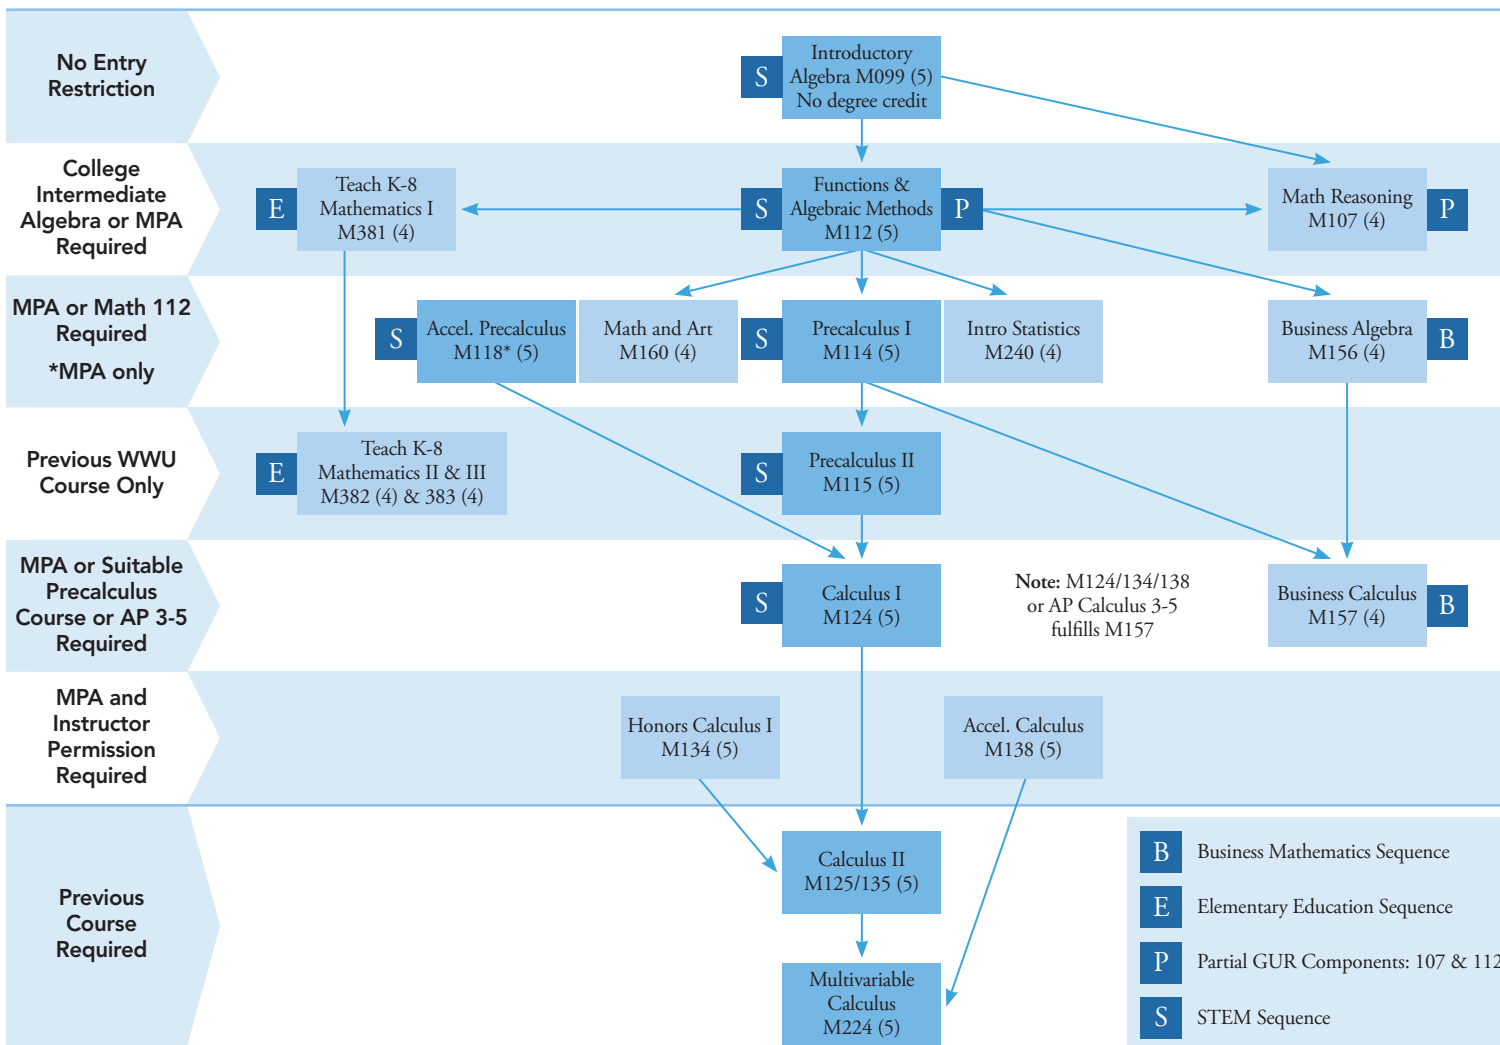 No Entry
Restriction
S
Introductory
Algebra M099 (5)
No degree credit
College
Intermediate
Algebra or MPA
Required
E
Teach K-8
Mathematics I
M381 (4)
S
Functions &
Algebraic Methods
M112 (5)
P
Math Reasoning
M107 (4)
P
MPA or Math 112
Required
*MPA only
S
Accel. Precalculus
M118* (5)
Math and Art
M160 (4)
S
Precalculus I
M114 (5)
Intro Statistics
M240 (4)
Business Algebra
M156 (4)
B
Previous WWU
Course Only
E
Teach K-8
Mathematics II & III
M382 (4) & 383 (4)
S
Precalculus II
M115 (5)
MPA or Suitable
Precalculus
Course or AP 3-5
Required
S
Calculus I
M124 (5)
Note: M124/134/138
or AP Calculus 3-5
fulfills M157
Business Calculus
M157 (4)
B
MPA and
Instructor
Permission
Required
Honors Calculus I
M134 (5)
Accel. Calculus
M138 (5)
Previous
Course
Required
Calculus II
M125/135 (5)
Multivariable
Calculus
M224 (5)
B Business Mathematics Sequence
E Elementary Education Sequence
P Partial GUR Components: 107 & 112
S STEM Sequence